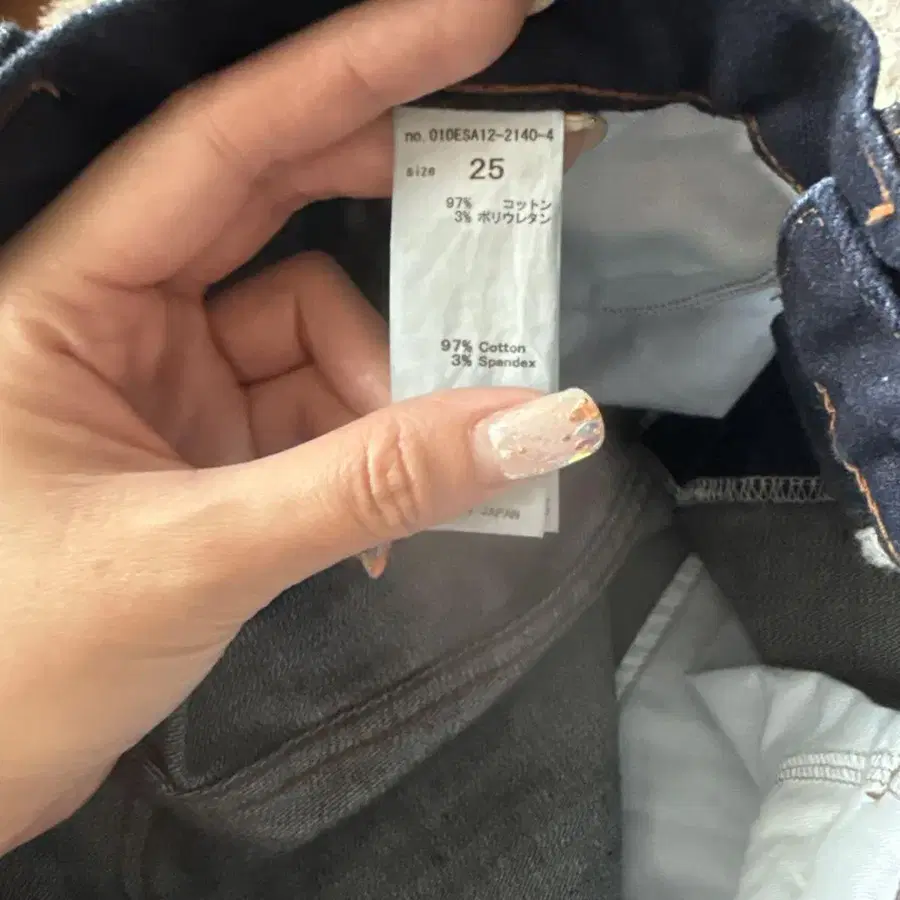 no. 010ESA12-2140-4
size 25
97% コットン
3% ポリウレタン
97% Cotton
3% Spandex
JAPAN